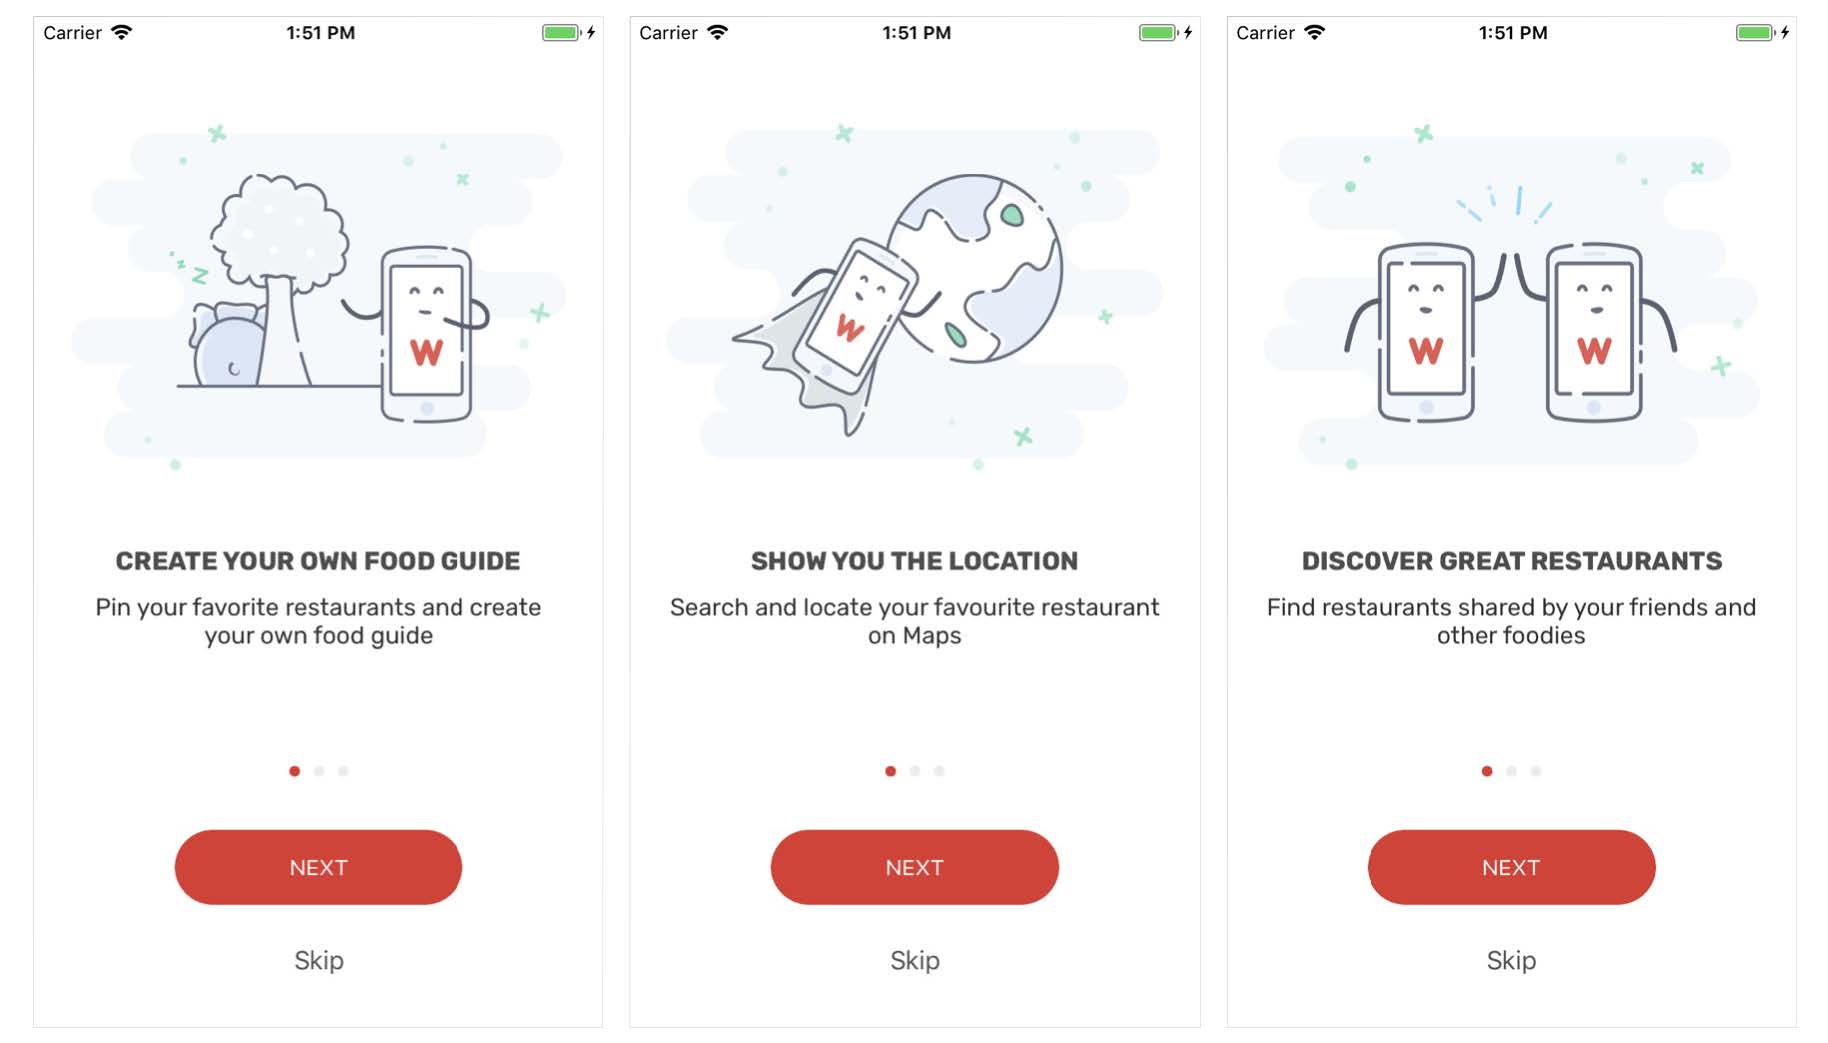 Carrier 1:51 PM
z z z
W
CREATE YOUR OWN FOOD GUIDE
Pin your favorite restaurants and create
your own food guide
NEXT
Skip
Carrier 1:51 PM
W
SHOW YOU THE LOCATION
Search and locate your favourite restaurant
on Maps
NEXT
Skip
Carrier 1:51 PM
W W
DISCOVER GREAT RESTAURANTS
Find restaurants shared by your friends and
other foodies
NEXT
Skip